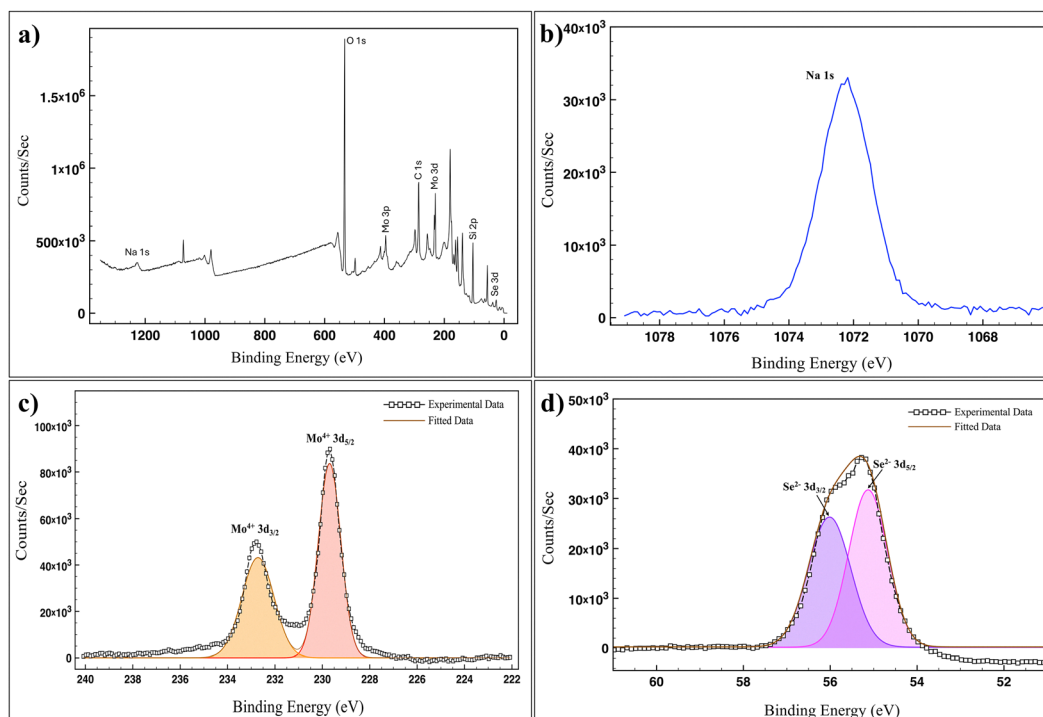 a)
O 1s
1.5×10⁶
1×10⁶
500×10³
0
Counts/Sec
Na 1s
Mo 3p
C 1s
Mo 3d
Si 2p
Se 3d
1200 1000 800 600 400 200 0
Binding Energy (eV)
b)
Na 1s
40×10³
30×10³
20×10³
10×10³
0
Counts/Sec
1078 1076 1074 1072 1070 1068
Binding Energy (eV)
c)
Experimental Data
Fitted Data
Mo⁴⁺ 3d₅/₂
Mo⁴⁺ 3d₃/₂
100×10³
80×10³
60×10³
40×10³
20×10³
0
Counts/Sec
240 238 236 234 232 230 228 226 224 222
Binding Energy (eV)
d)
Experimental Data
Fitted Data
Se²⁻ 3d₅/₂
Se²⁻ 3d₃/₂
50×10³
40×10³
30×10³
20×10³
10×10³
0
Counts/Sec
60 58 56 54 52
Binding Energy (eV)